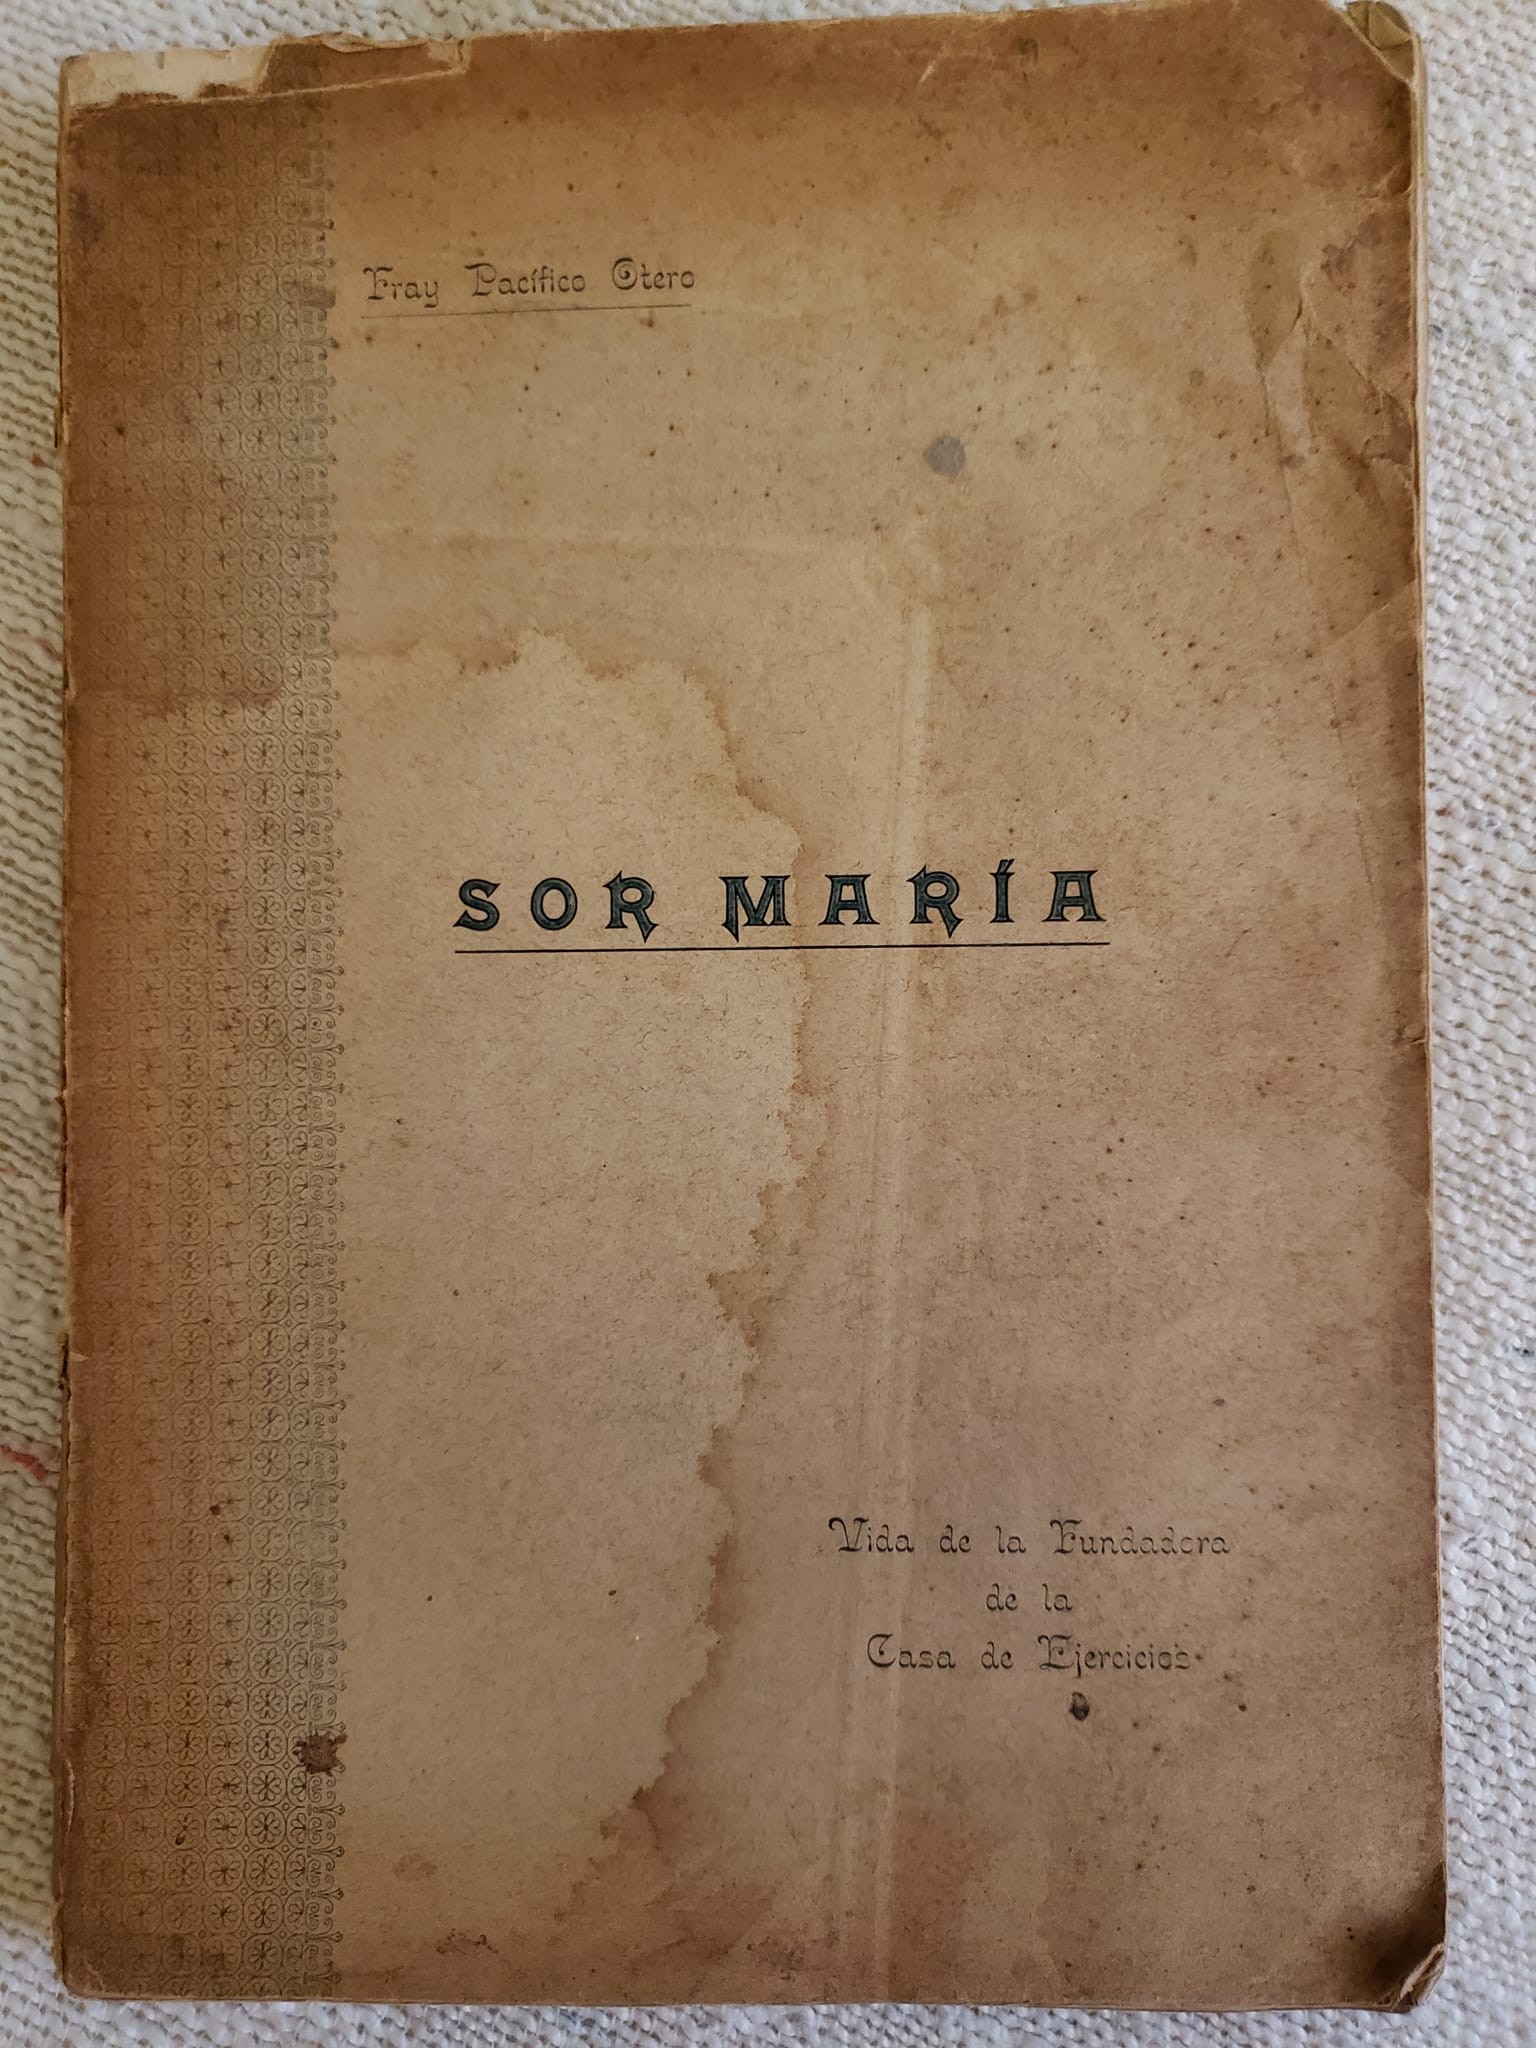 Fray Pacífico Otero
SOR MARÍA
Vida de la Fundadora
de la
Casa de Ejercicios